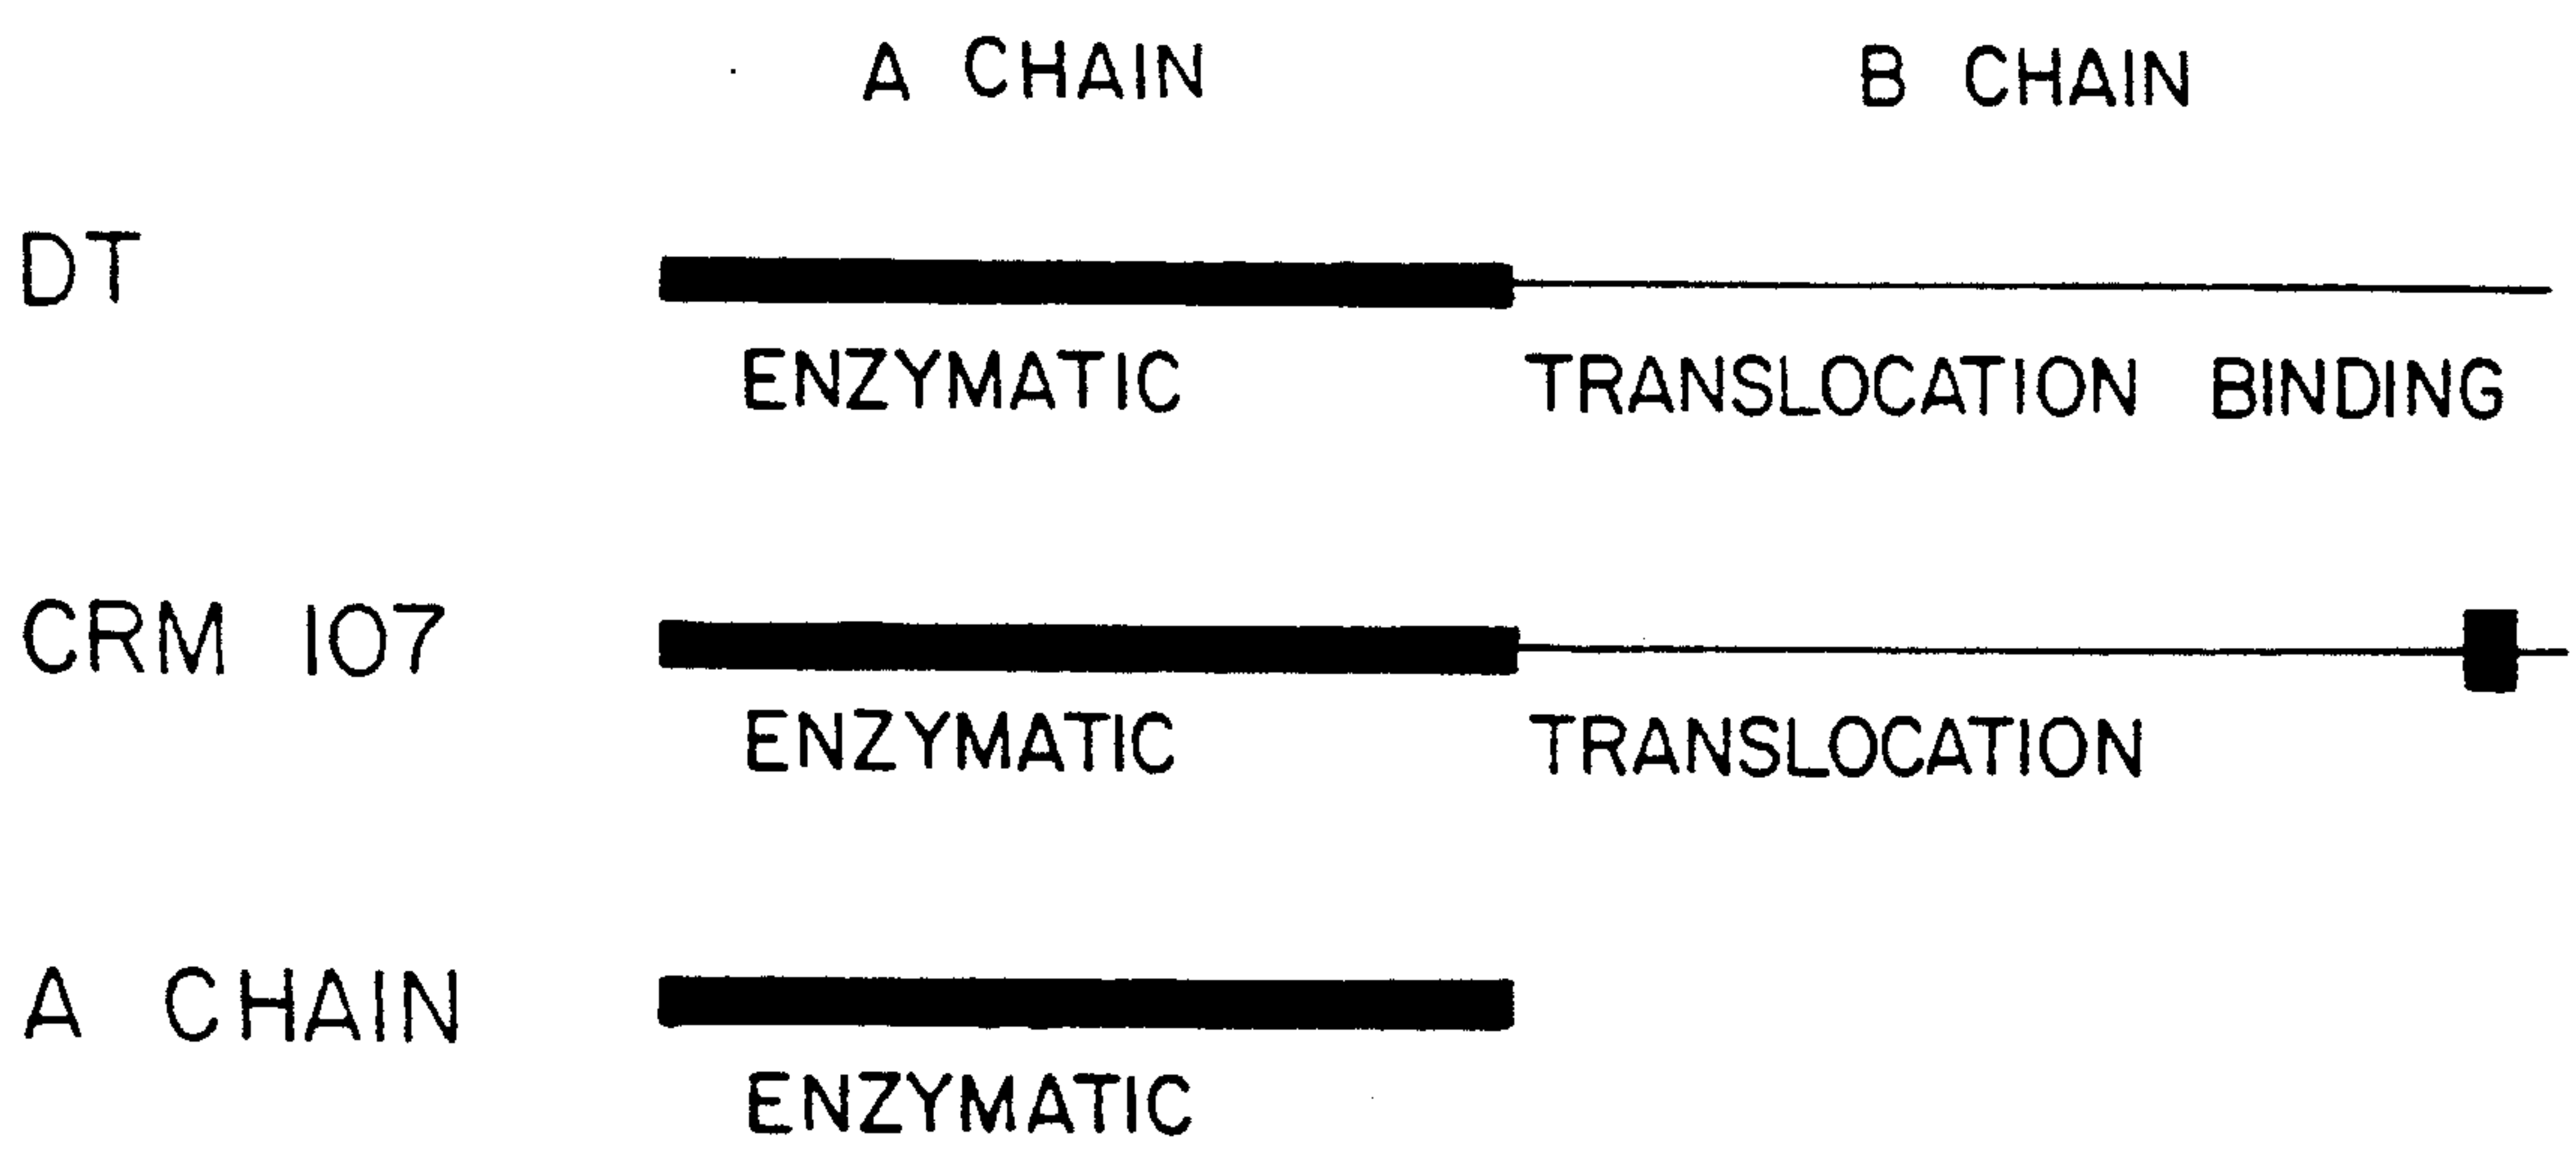 A CHAIN B CHAIN
DT
ENZYMATIC TRANSLOCATION BINDING
CRM 107
ENZYMATIC TRANSLOCATION
A CHAIN
ENZYMATIC